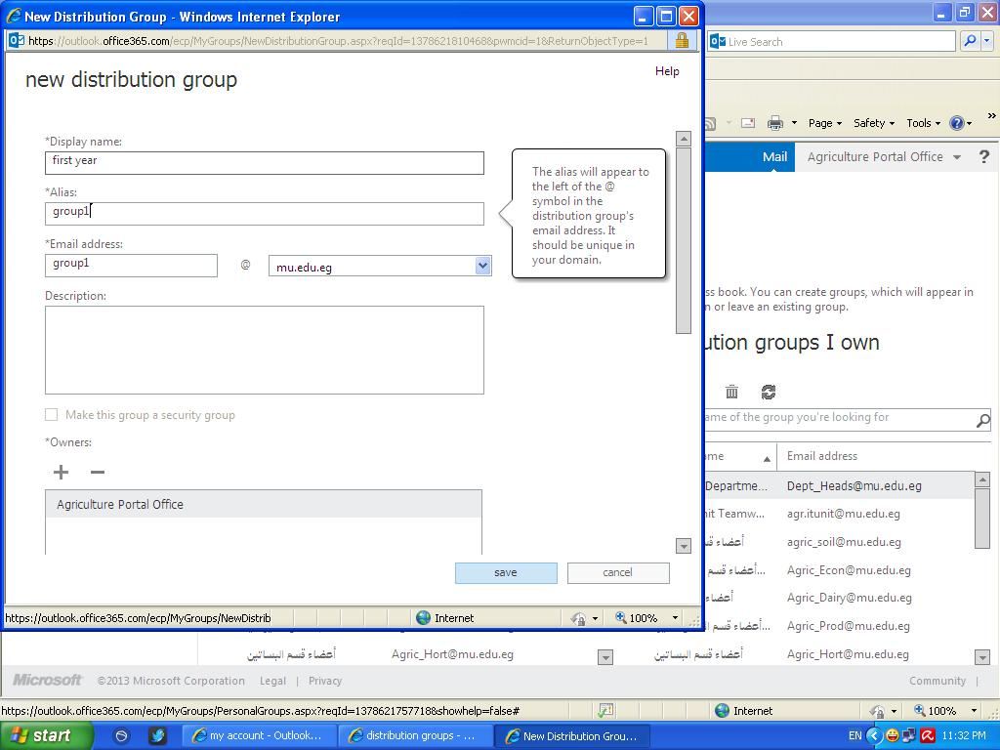 New Distribution Group - Windows Internet Explorer
https://outlook.office365.com/ecp/MyGroups/NewDistributionGroup.aspx?reqId=1378621810468&pwmcid=1&ReturnObjectType=1
Live Search
new distribution group
Help
Page
Safety
Tools
Mail
Agriculture Portal Office
?
*Display name:
first year
*Alias:
group1
The alias will appear to
the left of the @
symbol in the
distribution group's
email address. It
should be unique in
your domain.
*Email address:
group1
@
mu.edu.eg
Description:
ss book. You can create groups, which will appear in
n or leave an existing group.
ution groups I own
Make this group a security group
ame of the group you're looking for
*Owners:
Agriculture Portal Office
me
Email address
Departme...
Dept_Heads@mu.edu.eg
it Teamw...
agr.itunit@mu.edu.eg
أعضاء قس
agric_soil@mu.edu.eg
أعضاء قسم...
Agric_Econ@mu.edu.eg
أعضاء قس
Agric_Dairy@mu.edu.eg
أعضاء قسم...
Agric_Prod@mu.edu.eg
save
cancel
https://outlook.office365.com/ecp/MyGroups/NewDistrib
Internet
100%
أعضاء قسم البساتين
Agric_Hort@mu.edu.eg
أعضاء قسم البساتين
Agric_Hort@mu.edu.eg
Microsoft
©2013 Microsoft Corporation
Legal
|
Privacy
Community
|
https://outlook.office365.com/ecp/MyGroups/PersonalGroups.aspx?reqId=1378621757718&showhelp=false#
Internet
100%
start
my account - Outlook...
distribution groups - ...
New Distribution Grou...
EN
11:32 PM